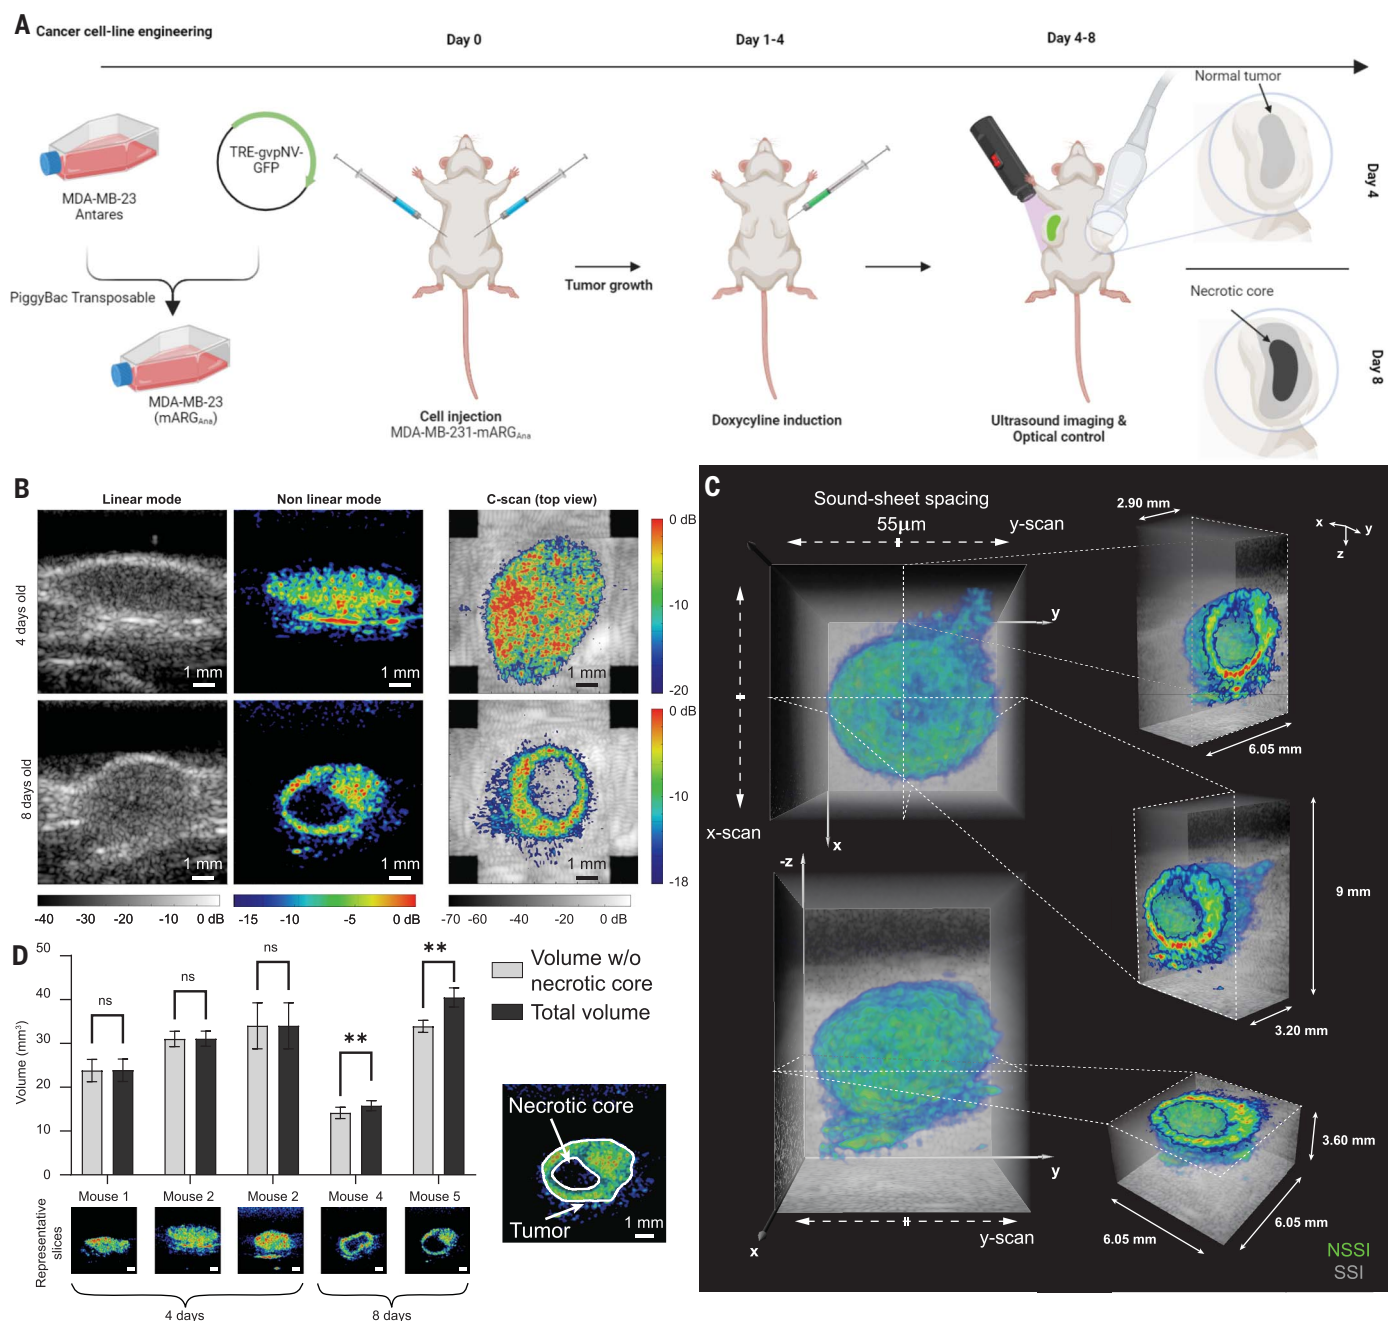 A Cancer cell-line engineering
Day 0
Day 1-4
Day 4-8
MDA-MB-23
Antares
TRE-gvpNV-
GFP
PiggyBac Transposable
MDA-MB-23
(mARGAna)
Cell injection
MDA-MB-231-mARGAna
Tumor growth
Doxycyline induction
Ultrasound imaging &
Optical control
Normal tumor
Day 4
Necrotic core
Day 8
B
Linear mode
Non linear mode
C-scan (top view)
4 days old
1 mm
1 mm
1 mm
0 dB
-10
-20
8 days old
1 mm
1 mm
1 mm
0 dB
-10
-18
-40 -30 -20 -10 0 dB
-15 -10 -5 0 dB
-70 -60 -40 -20 0 dB
C
Sound-sheet spacing
55µm
y-scan
x-scan
y
x
-z
y
x
y-scan
2.90 mm
x y
z
6.05 mm
9 mm
3.20 mm
3.60 mm
6.05 mm
6.05 mm
NSSI
SSI
D
Volume (mm³)
50
40
30
20
10
0
ns
ns
ns
**
**
Volume w/o
necrotic core
Total volume
Mouse 1 Mouse 2 Mouse 2 Mouse 4 Mouse 5
Representative
slices
4 days
8 days
Necrotic core
Tumor
1 mm